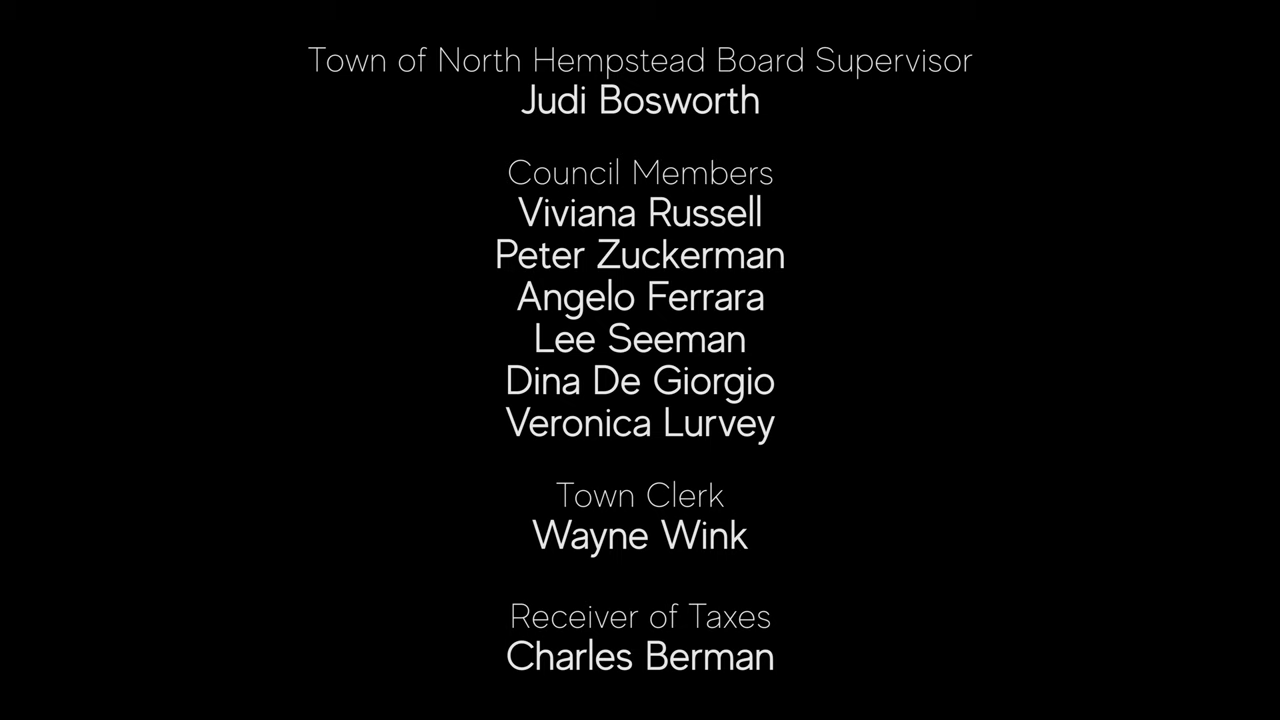 Town of North Hempstead Board Supervisor
Judi Bosworth
Council Members
Viviana Russell
Peter Zuckerman
Angelo Ferrara
Lee Seeman
Dina De Giorgio
Veronica Lurvey
Town Clerk
Wayne Wink
Receiver of Taxes
Charles Berman